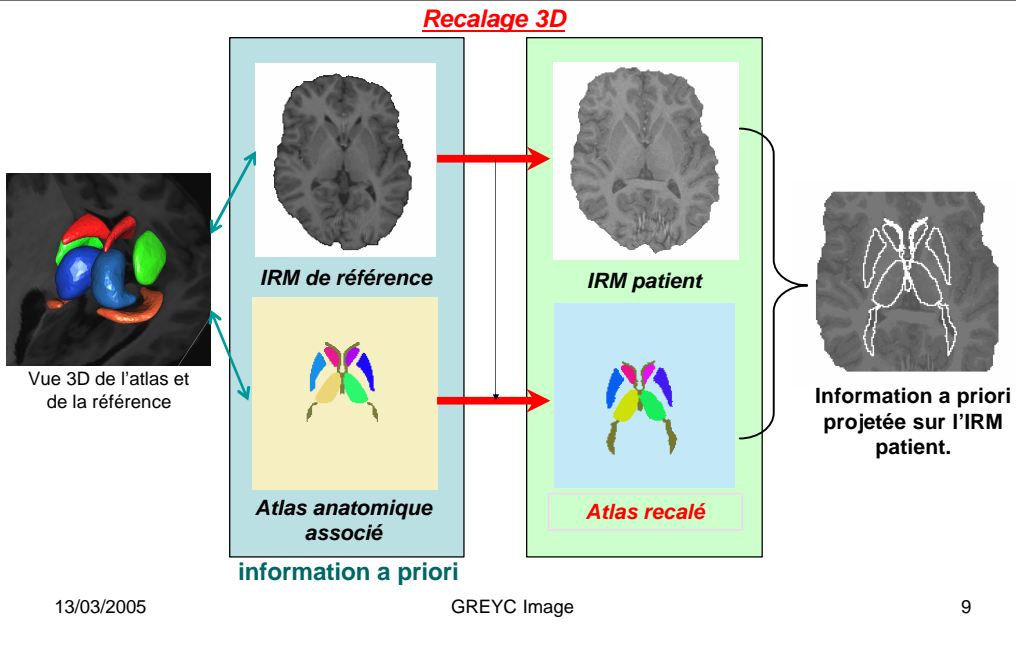 Recalage 3D
IRM de référence
IRM patient
Vue 3D de l'atlas et
de la référence
Information a priori
projetée sur l'IRM
patient.
Atlas anatomique
associé
Atlas recalé
information a priori
13/03/2005
GREYC Image
9